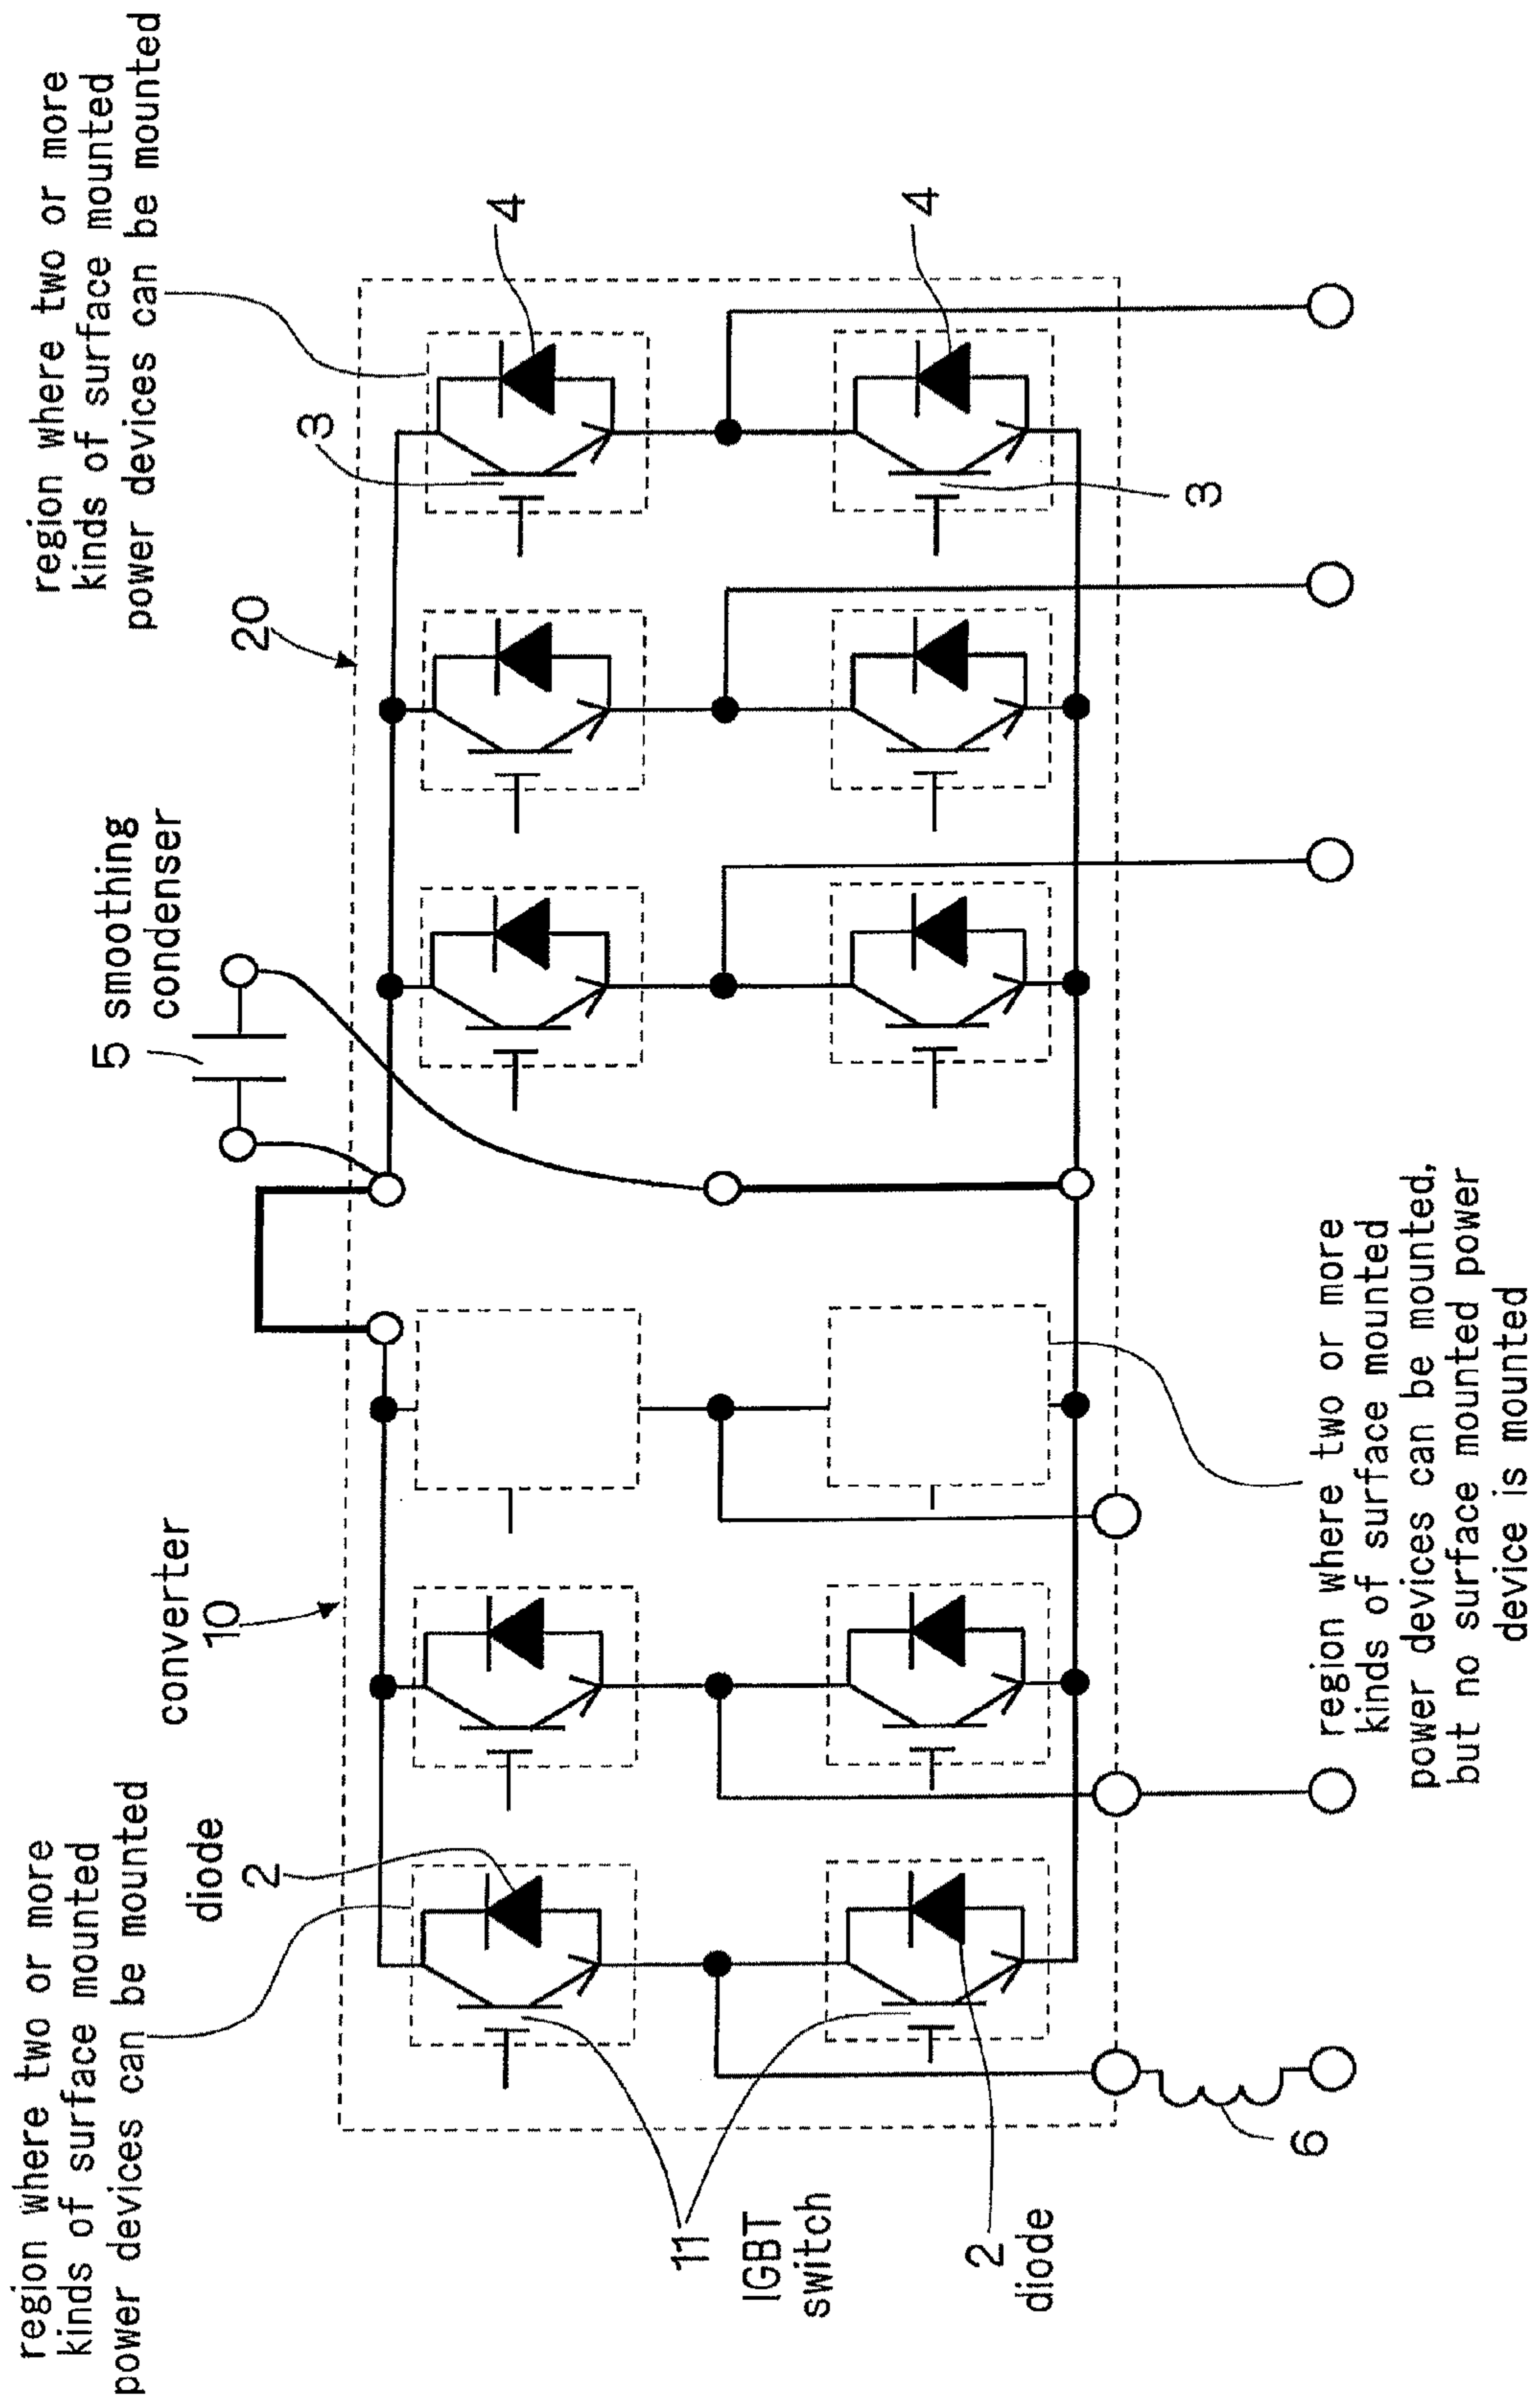 region where two or more
kinds of surface mounted
power devices can be mounted
diode
2
converter
10
5 smoothing
condenser
20
region where two or more
kinds of surface mounted
power devices can be mounted
3
4
4
3
11
IGBT
switch
2
diode
6
region where two or more
kinds of surface mounted
power devices can be mounted,
but no surface mounted power
device is mounted